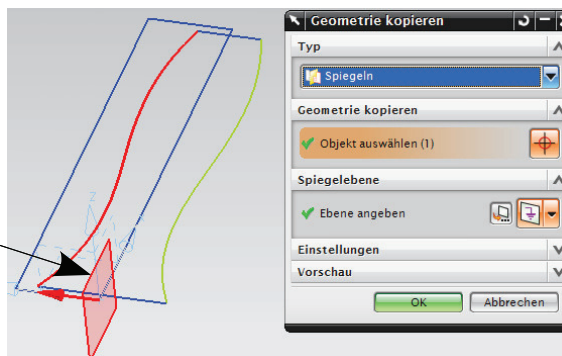 Geometrie kopieren
Typ
Spiegeln
Geometrie kopieren
Objekt auswählen (1)
Spiegelebene
Ebene angeben
Einstellungen
Vorschau
OK Abbrechen